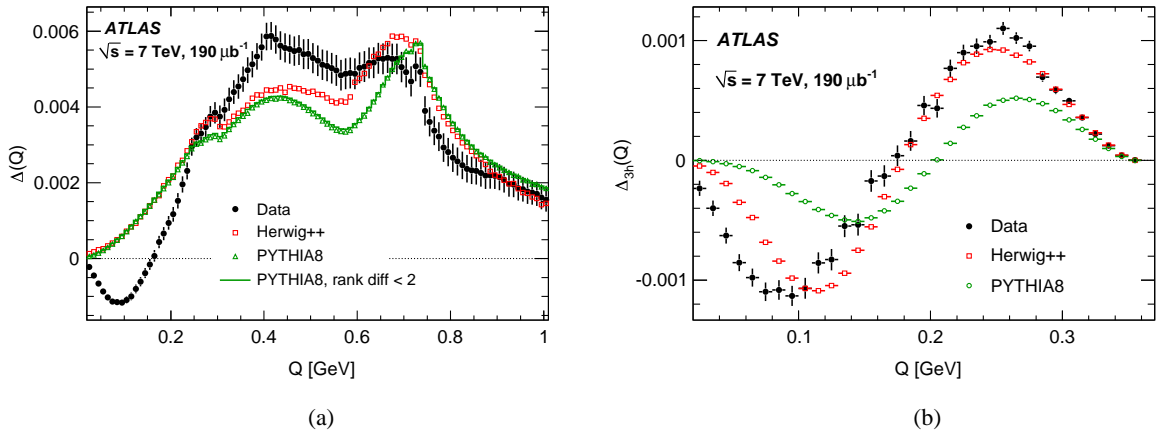 Δ(Q)
0.006
0.004
0.002
0
ATLAS
√s = 7 TeV, 190 μb⁻¹
Data
Herwig++
PYTHIA8
PYTHIA8, rank diff < 2
0.2 0.4 0.6 0.8 1
Q [GeV]
(a)
Δ₃ₕ(Q)
0.001
0
-0.001
ATLAS
√s = 7 TeV, 190 μb⁻¹
Data
Herwig++
PYTHIA8
0.1 0.2 0.3
Q [GeV]
(b)